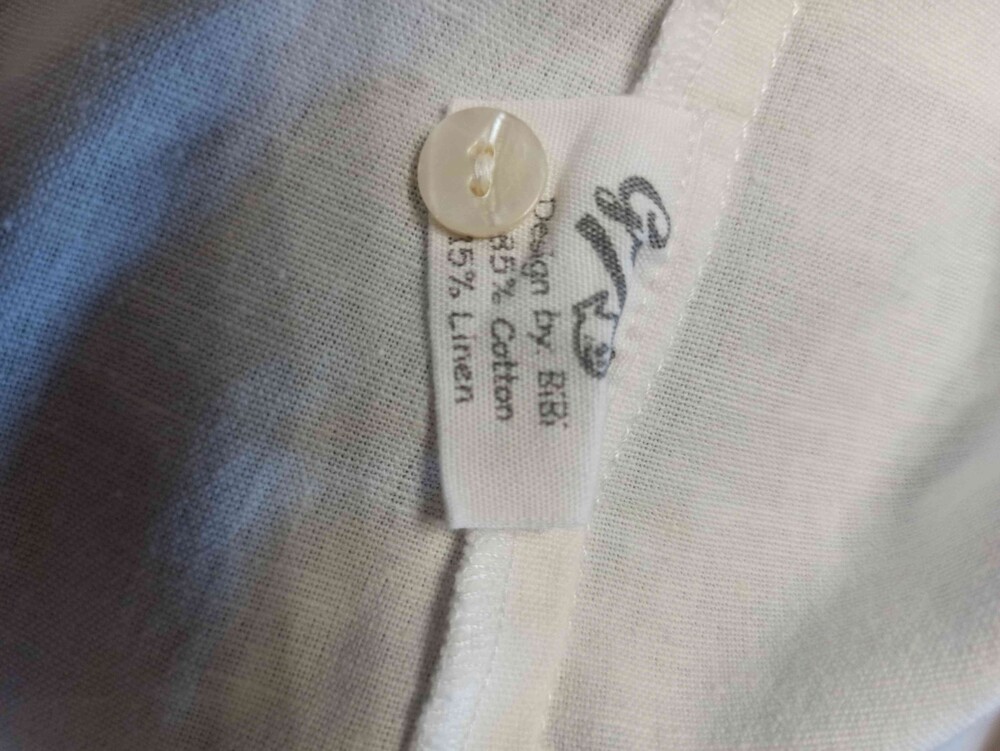 Design by. BiBi
85% Cotton
15% Linen